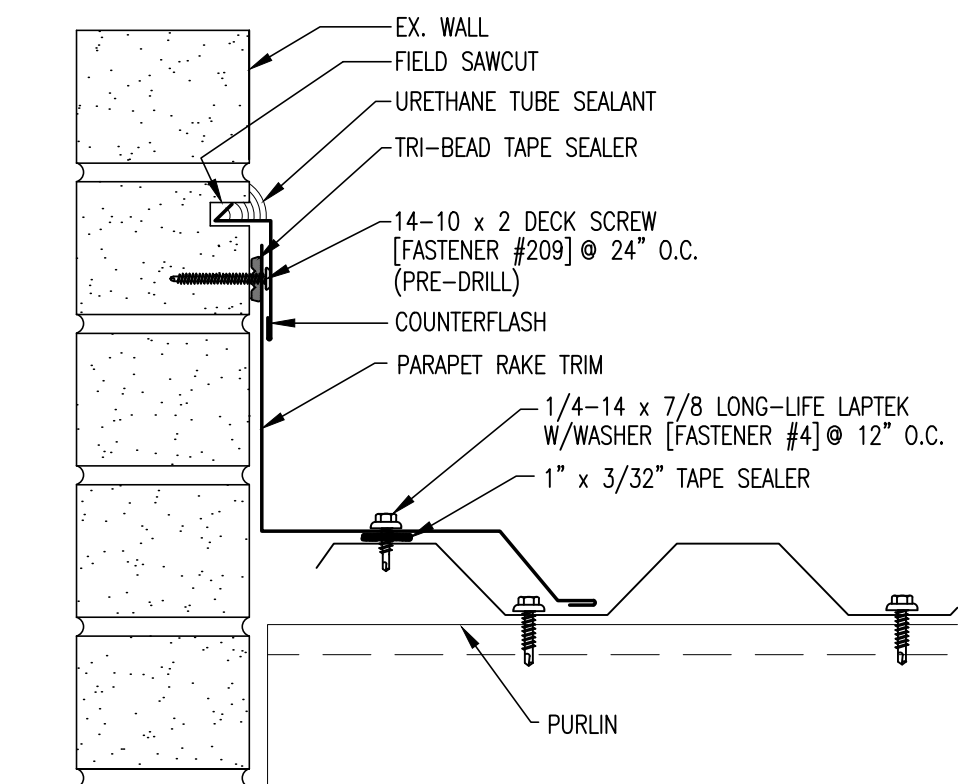 EX. WALL
FIELD SAWCUT
URETHANE TUBE SEALANT
TRI-BEAD TAPE SEALER
14-10 x 2 DECK SCREW
[FASTENER #209] @ 24" O.C.
(PRE-DRILL)
COUNTERFLASH
PARAPET RAKE TRIM
1/4-14 x 7/8 LONG-LIFE LAPTEK
W/WASHER [FASTENER #4] @ 12" O.C.
1" x 3/32" TAPE SEALER
PURLIN